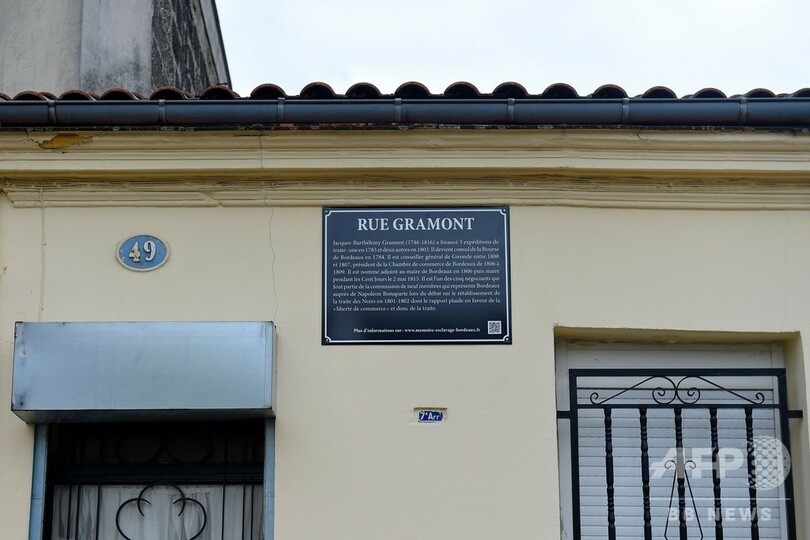 RUE GRAMONT
49
Jacques-Barthélemy Gramont (1746-1816) a financé 3 expéditions de
traite : une en 1783 et deux autres en 1803. Il devient consul de la Bourse
de Bordeaux en 1784. Il est conseiller général de Gironde entre 1800
et 1807, président de la Chambre de commerce de Bordeaux de 1806 à
1809. Il est nommé adjoint au maire de Bordeaux en 1806 puis maire
pendant les Cent Jours le 2 mai 1815. Il est l'un des cinq négociants qui
font partie de la commission de neuf membres qui représente Bordeaux
auprès de Napoléon Bonaparte lors du débat sur le rétablissement de
la traite des Noirs en 1801-1802 dont le rapport plaide en faveur de la
« liberté de commerce » et donc de la traite.
Plus d'informations sur : www.memoire-esclavage-bordeaux.fr
7e Arrt
AFP
BB NEWS